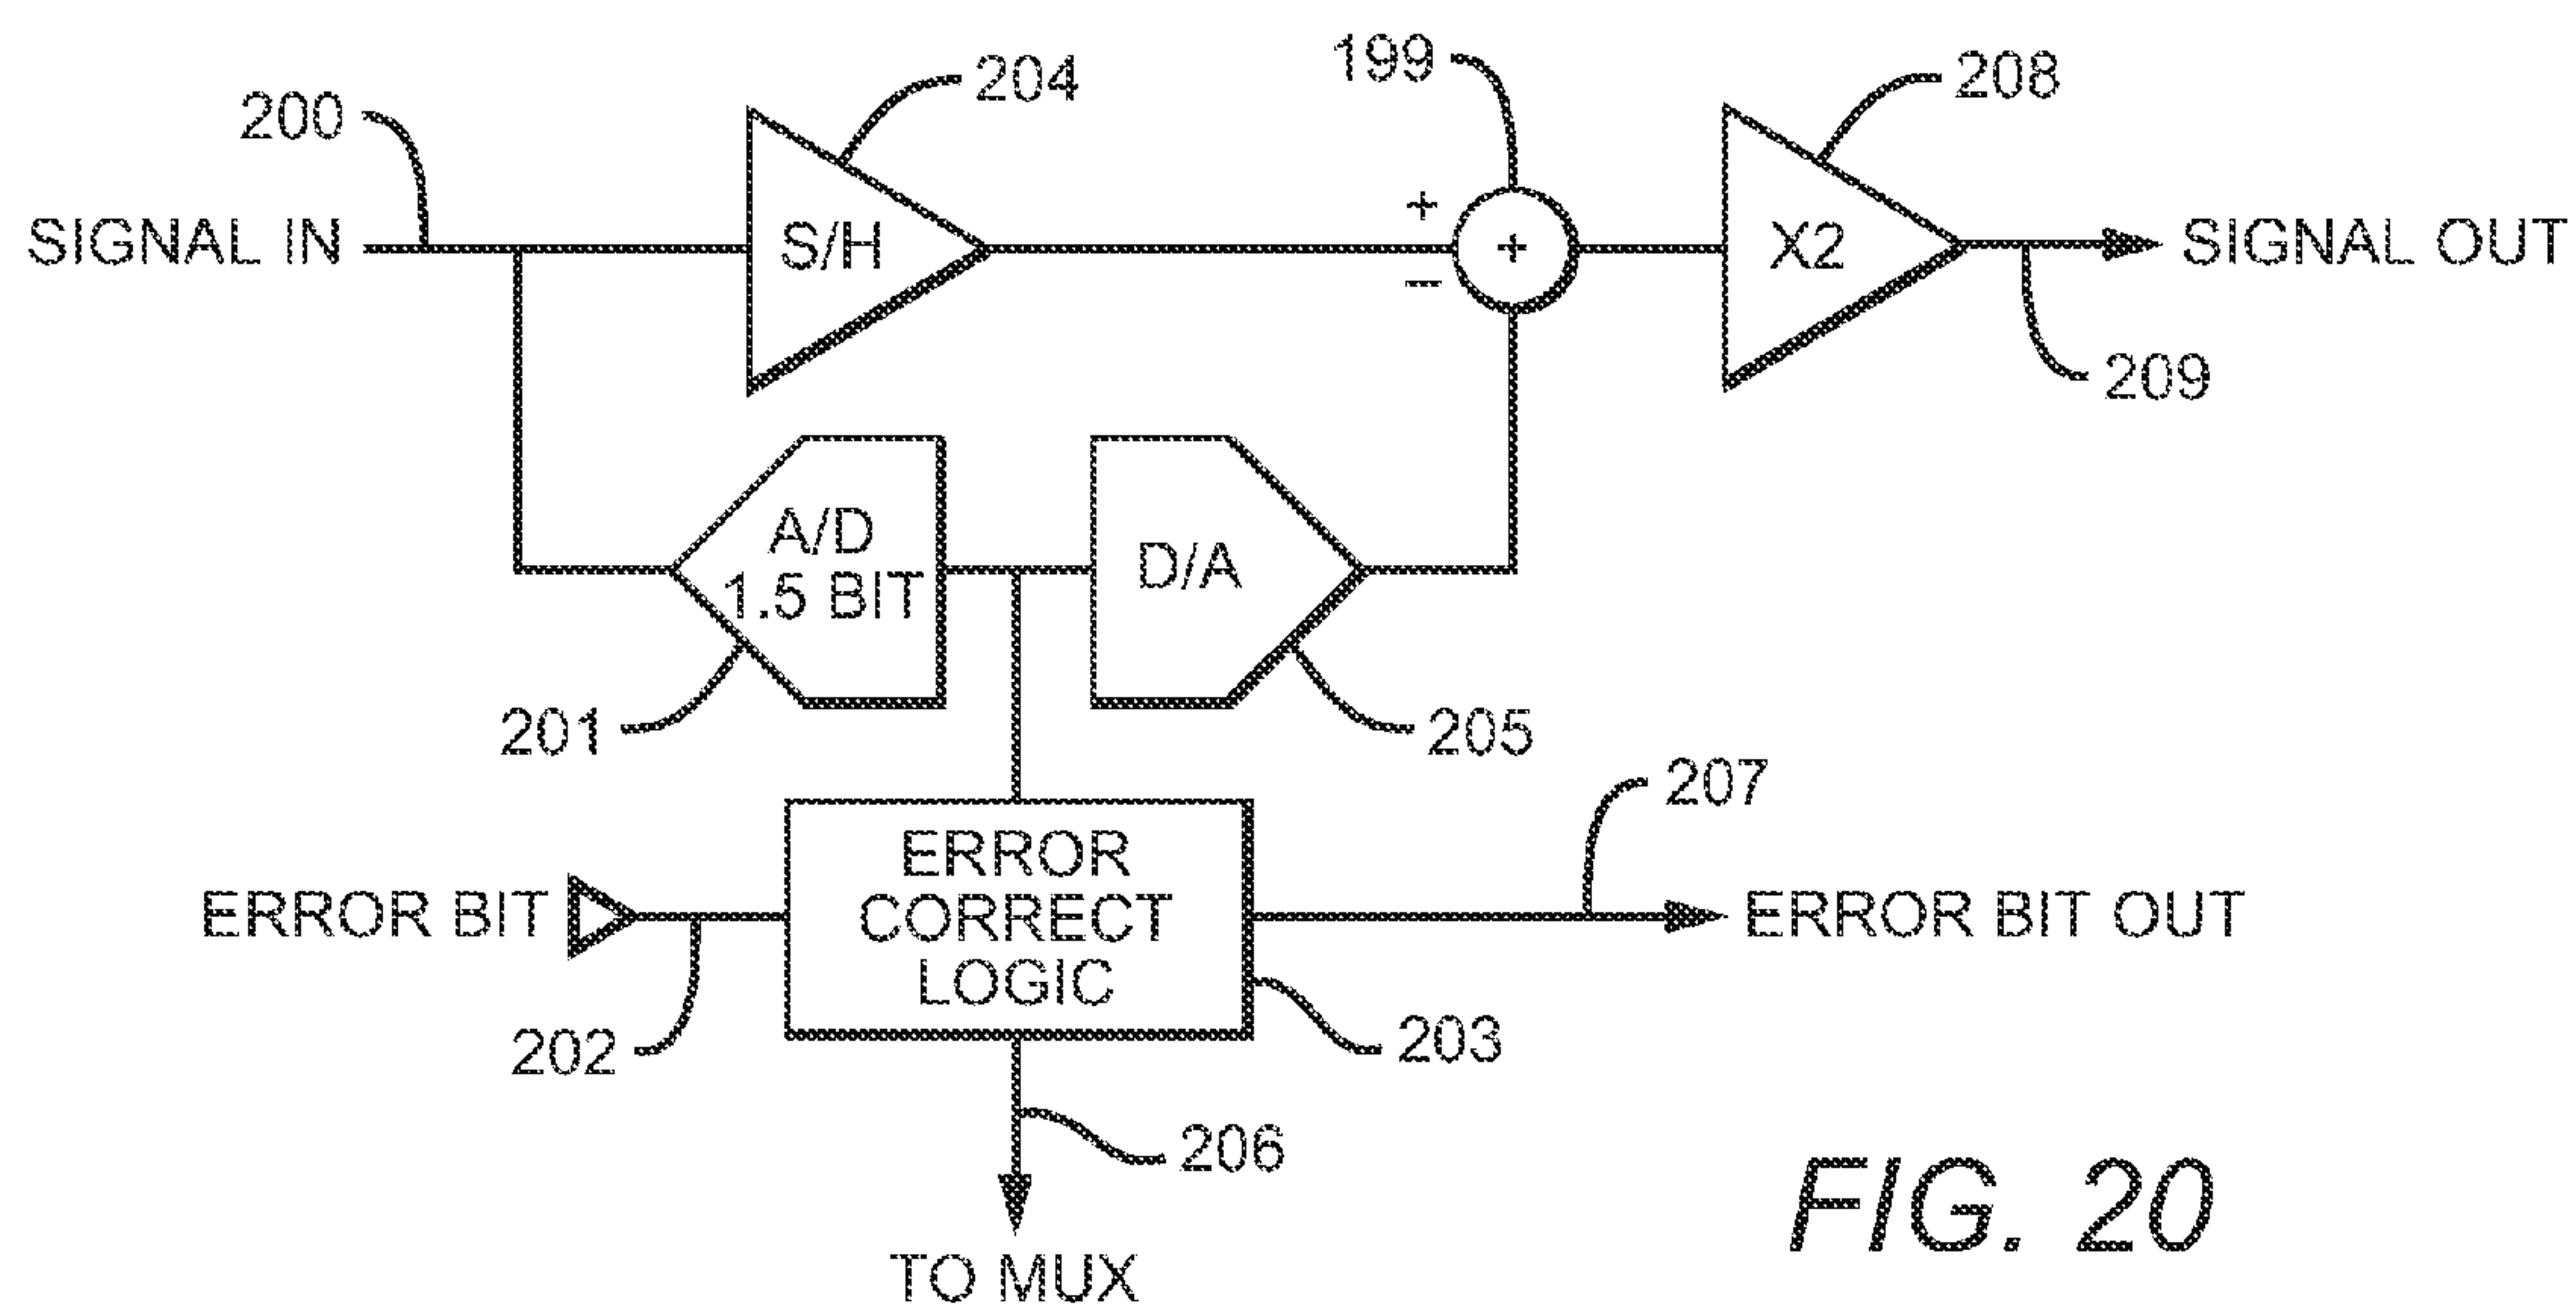 199
204
208
200
SIGNAL IN
S/H
+
−
+
X2
SIGNAL OUT
209
A/D
1.5 BIT
D/A
201
205
207
ERROR BIT
ERROR
CORRECT
LOGIC
ERROR BIT OUT
202
203
206
TO MUX
FIG. 20